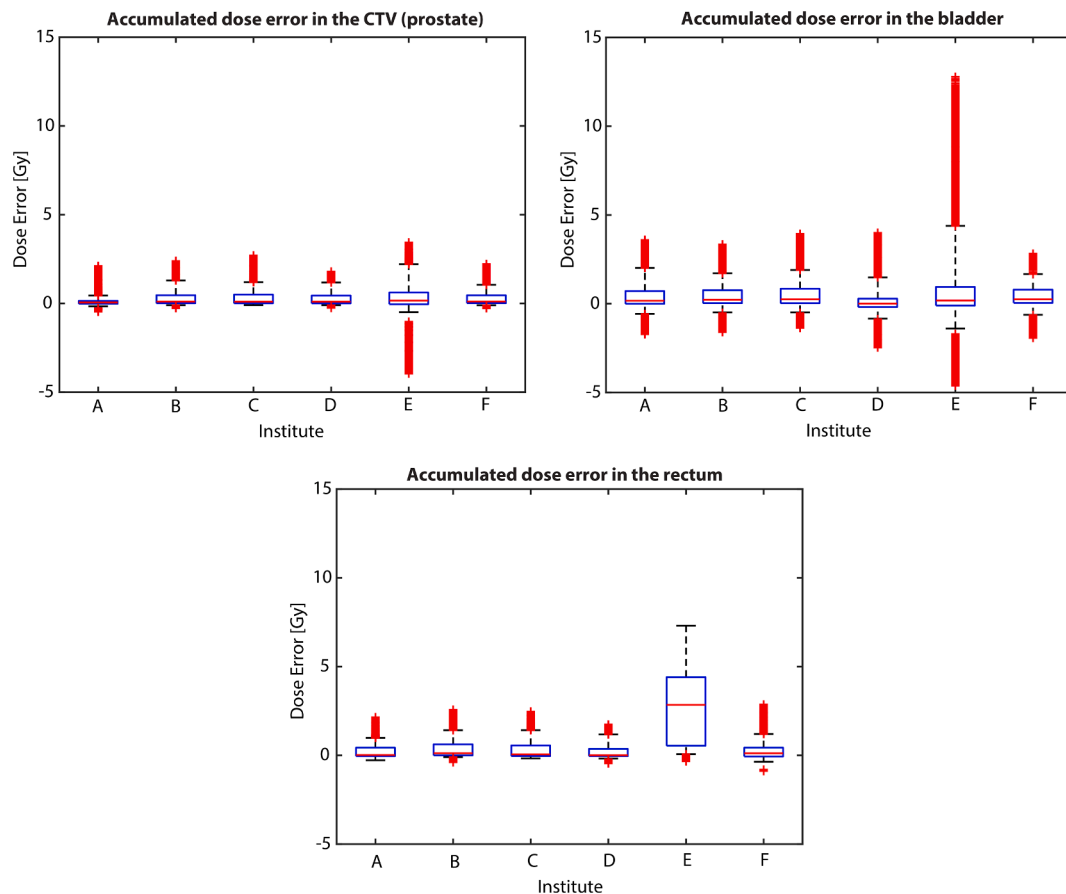 Accumulated dose error in the CTV (prostate)
15
10
5
0
-5
Dose Error [Gy]
A B C D E F
Institute
Accumulated dose error in the bladder
15
10
5
0
-5
Dose Error [Gy]
A B C D E F
Institute
Accumulated dose error in the rectum
15
10
5
0
-5
Dose Error [Gy]
A B C D E F
Institute